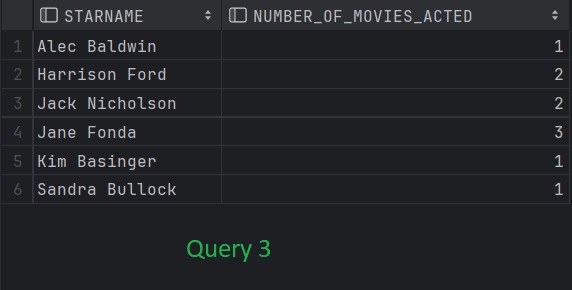 STARNAME NUMBER_OF_MOVIES_ACTED
1 Alec Baldwin 1
2 Harrison Ford 2
3 Jack Nicholson 2
4 Jane Fonda 3
5 Kim Basinger 1
6 Sandra Bullock 1
Query 3